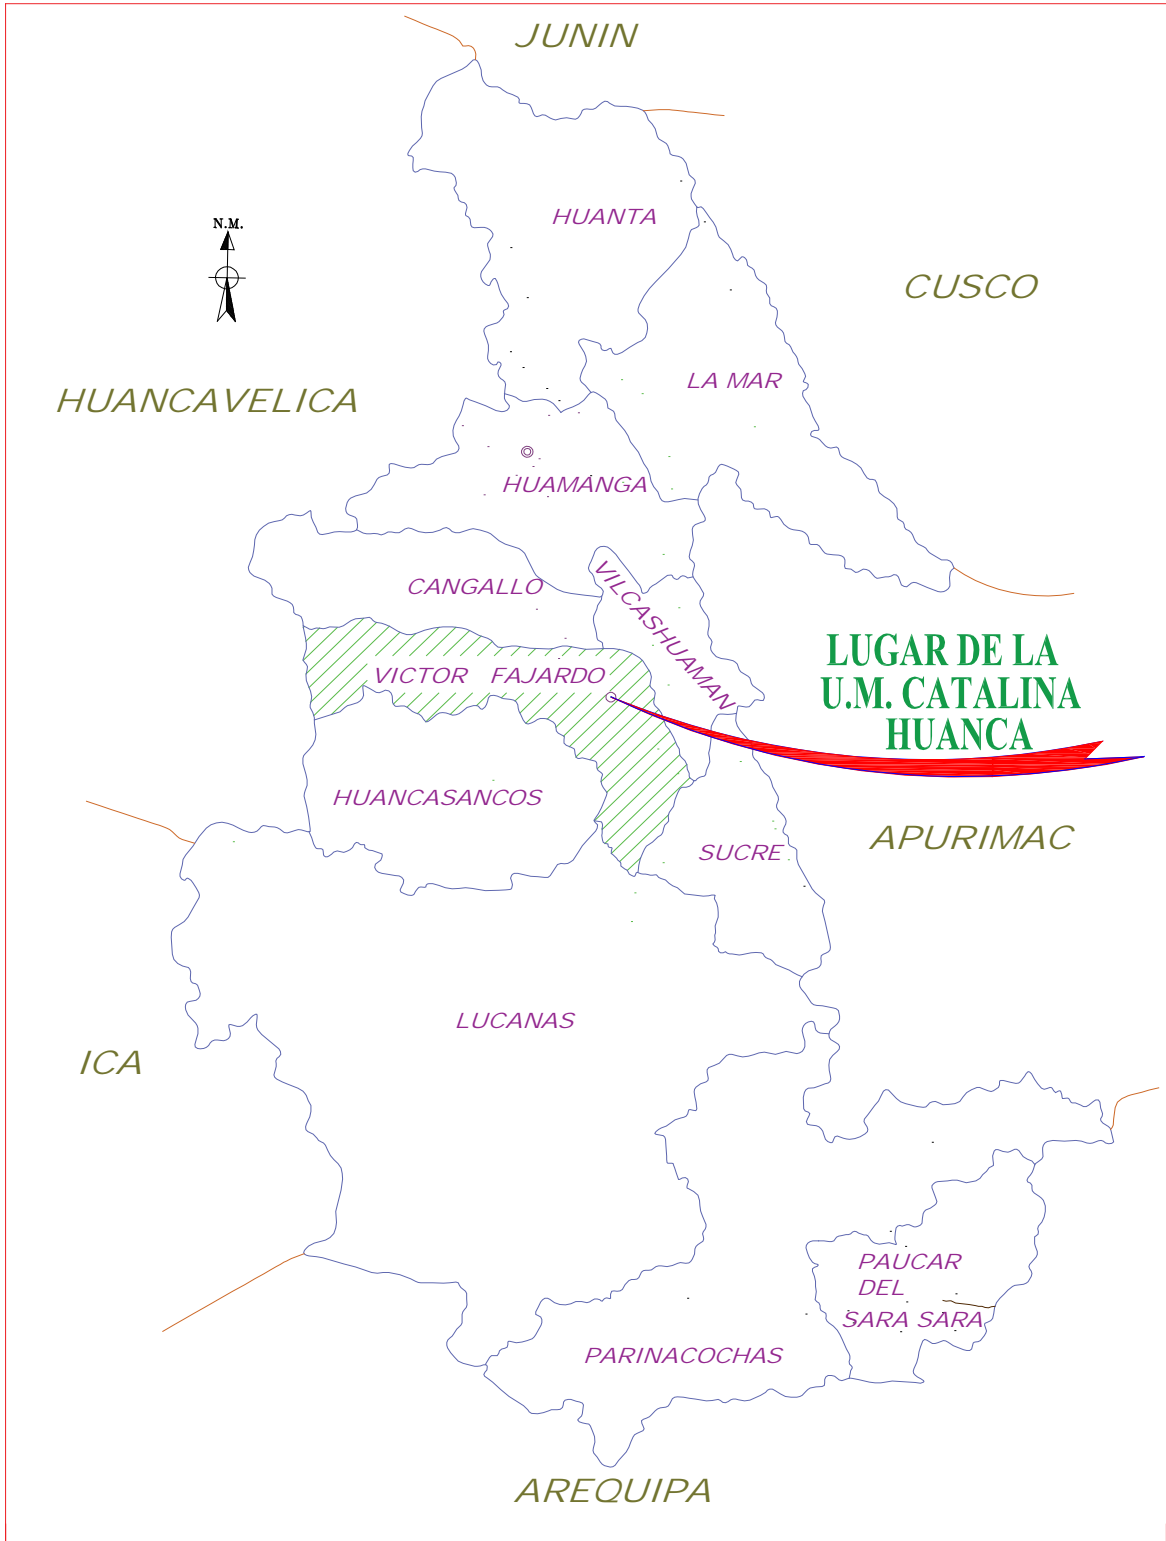 JUNIN
HUANTA
N.M.
CUSCO
LA MAR
HUANCAVELICA
HUAMANGA
CANGALLO
VILCASHUAMAN
LUGAR DE LA
U.M. CATALINA
HUANCA
VICTOR FAJARDO
HUANCASANCOS
APURIMAC
SUCRE
LUCANAS
ICA
PAUCAR
DEL
SARA SARA
PARINACOCHAS
AREQUIPA